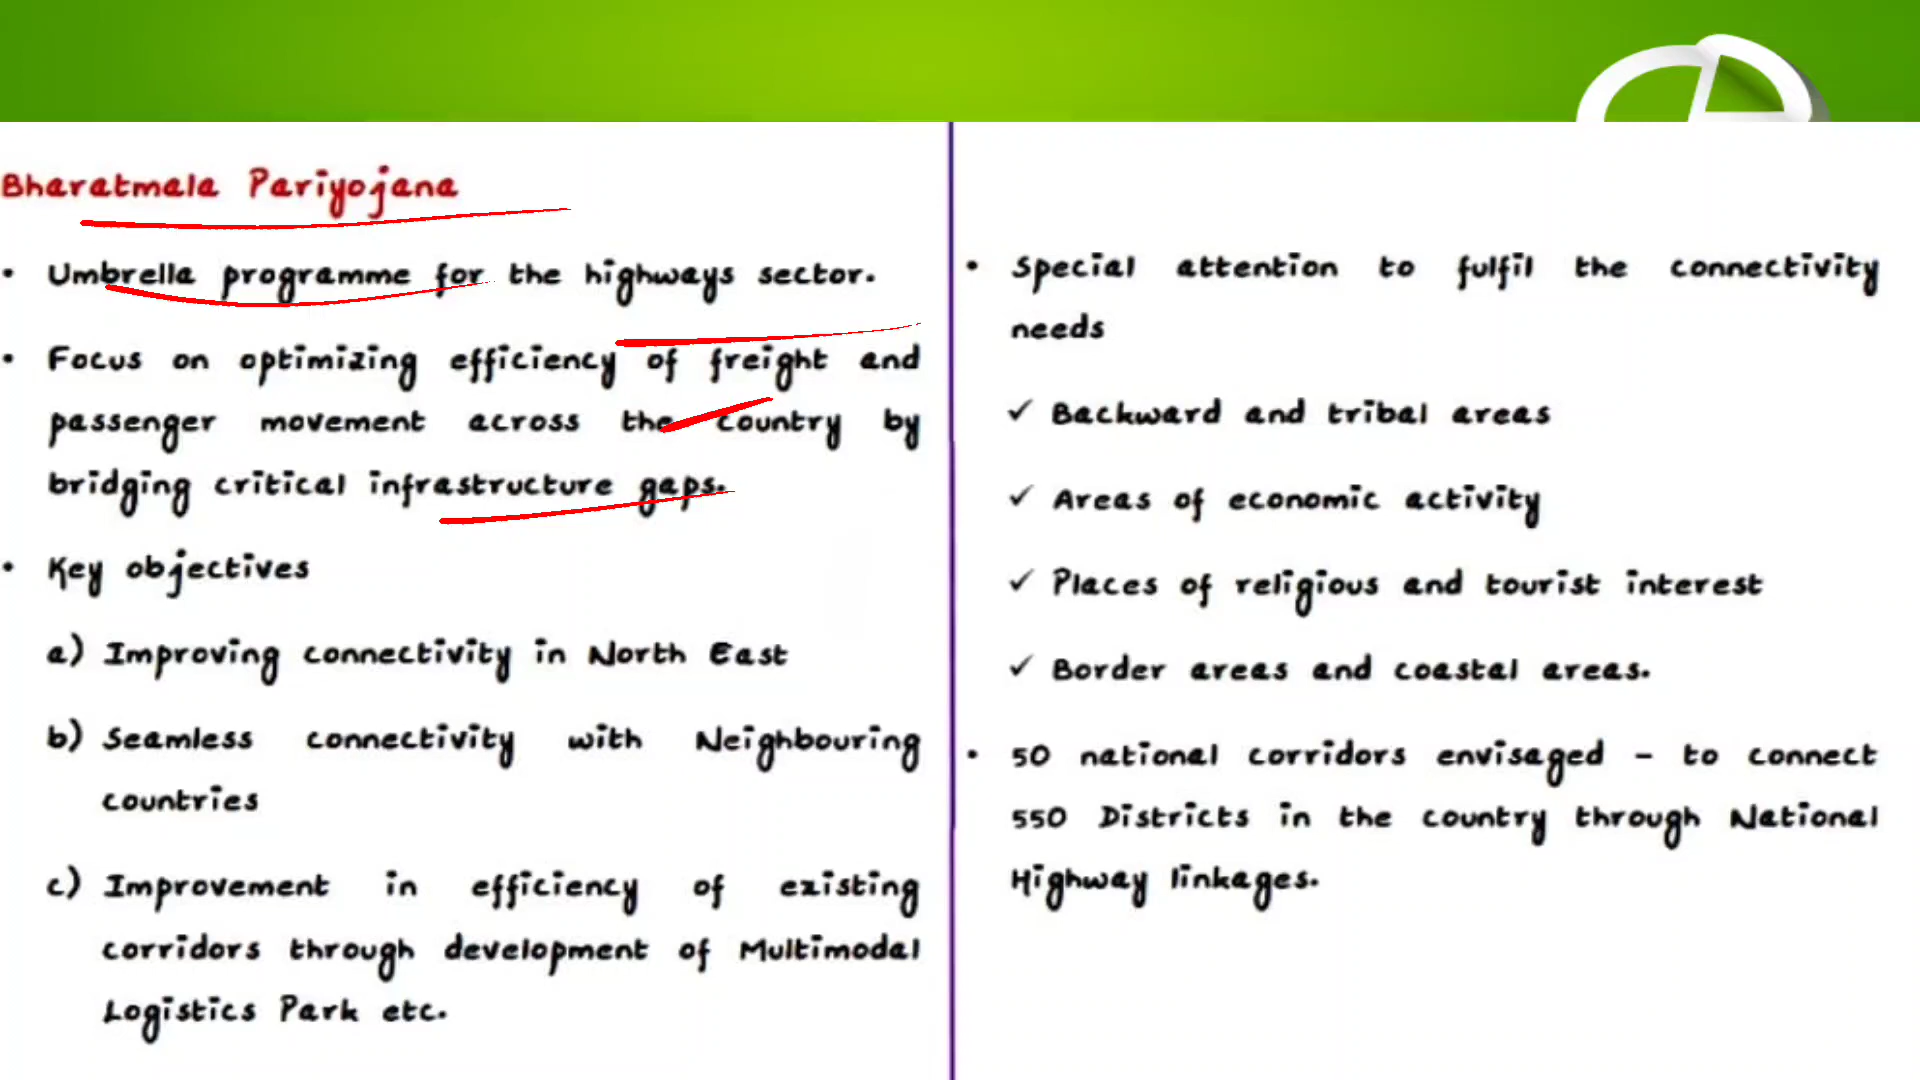 Bharatmala Pariyojana
• Umbrella programme for the highways sector.
• Focus on optimizing efficiency of freight and
passenger movement across the country by
bridging critical infrastructure gaps.
• Key objectives
a) Improving connectivity in North East
b) Seamless connectivity with Neighbouring
countries
c) Improvement in efficiency of existing
corridors through development of Multimodal
Logistics Park etc.
• Special attention to fulfil the connectivity
needs
✓ Backward and tribal areas
✓ Areas of economic activity
✓ Places of religious and tourist interest
✓ Border areas and coastal areas.
• 50 national corridors envisaged - to connect
550 Districts in the country through National
Highway linkages.